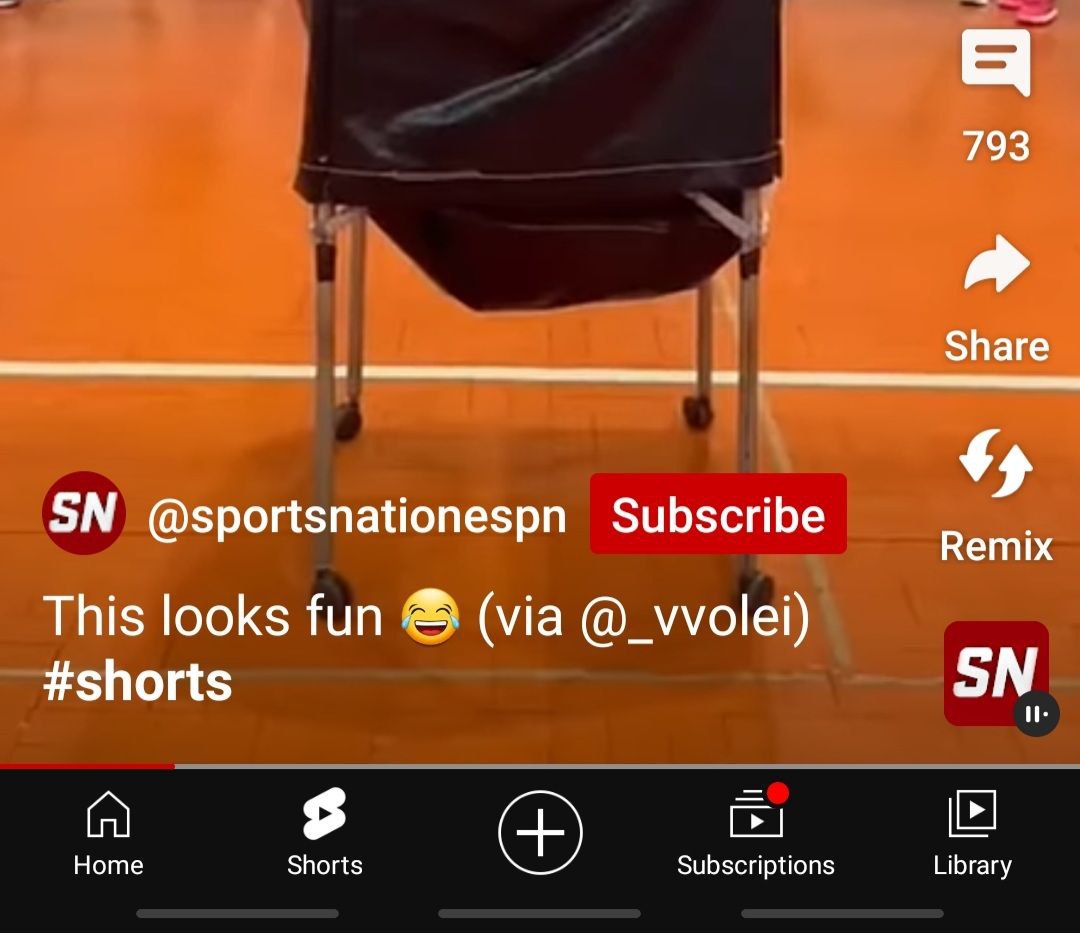 793
Share
Remix
SN @sportsnationespn Subscribe
This looks fun 😂 (via @_vvolei)
#shorts
SN
Home Shorts Subscriptions Library